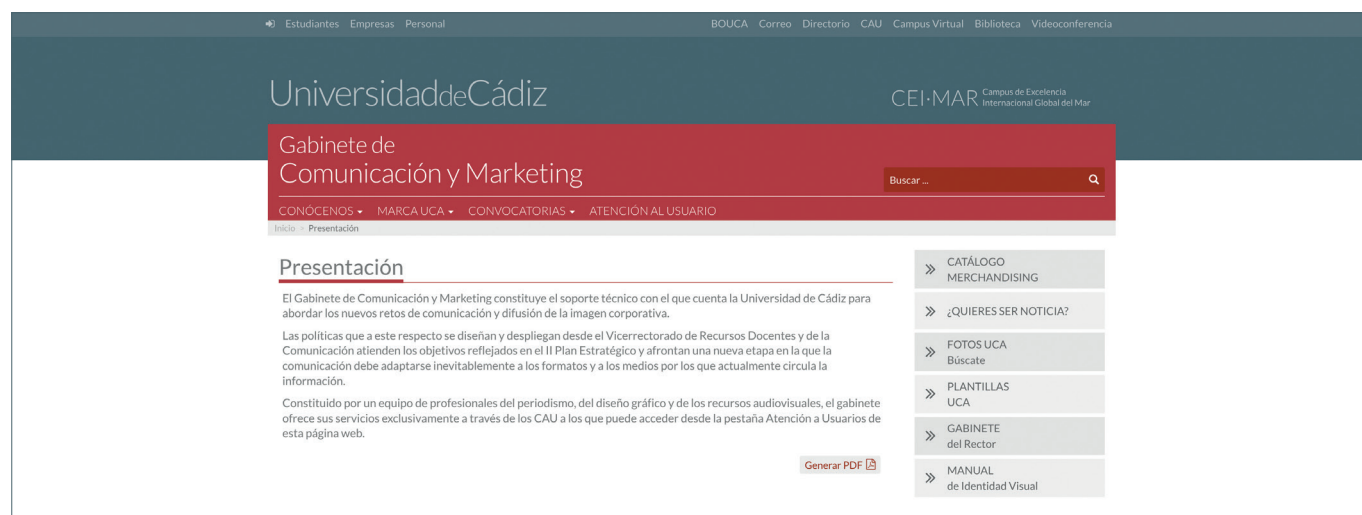 Estudiantes Empresas Personal
BOUCA Correo Directorio CAU Campus Virtual Biblioteca Videoconferencia
UniversidaddeCádiz
CEI·MAR Campus de Excelencia
Internacional Global del Mar
Gabinete de
Comunicación y Marketing
Buscar ...
CONÓCENOS MARCA UCA CONVOCATORIAS ATENCIÓN AL USUARIO
Inicio » Presentación
Presentación
El Gabinete de Comunicación y Marketing constituye el soporte técnico con el que cuenta la Universidad de Cádiz para
abordar los nuevos retos de comunicación y difusión de la imagen corporativa.
Las políticas que a este respecto se diseñan y despliegan desde el Vicerrectorado de Recursos Docentes y de la
Comunicación atienden los objetivos reflejados en el II Plan Estratégico y afrontan una nueva etapa en la que la
comunicación debe adaptarse inevitablemente a los formatos y a los medios por los que actualmente circula la
información.
Constituido por un equipo de profesionales del periodismo, del diseño gráfico y de los recursos audiovisuales, el gabinete
ofrece sus servicios exclusivamente a través de los CAU a los que puede acceder desde la pestaña Atención a Usuarios de
esta página web.
Generar PDF
CATÁLOGO
MERCHANDISING
¿QUIERES SER NOTICIA?
FOTOS UCA
Búscate
PLANTILLAS
UCA
GABINETE
del Rector
MANUAL
de Identidad Visual